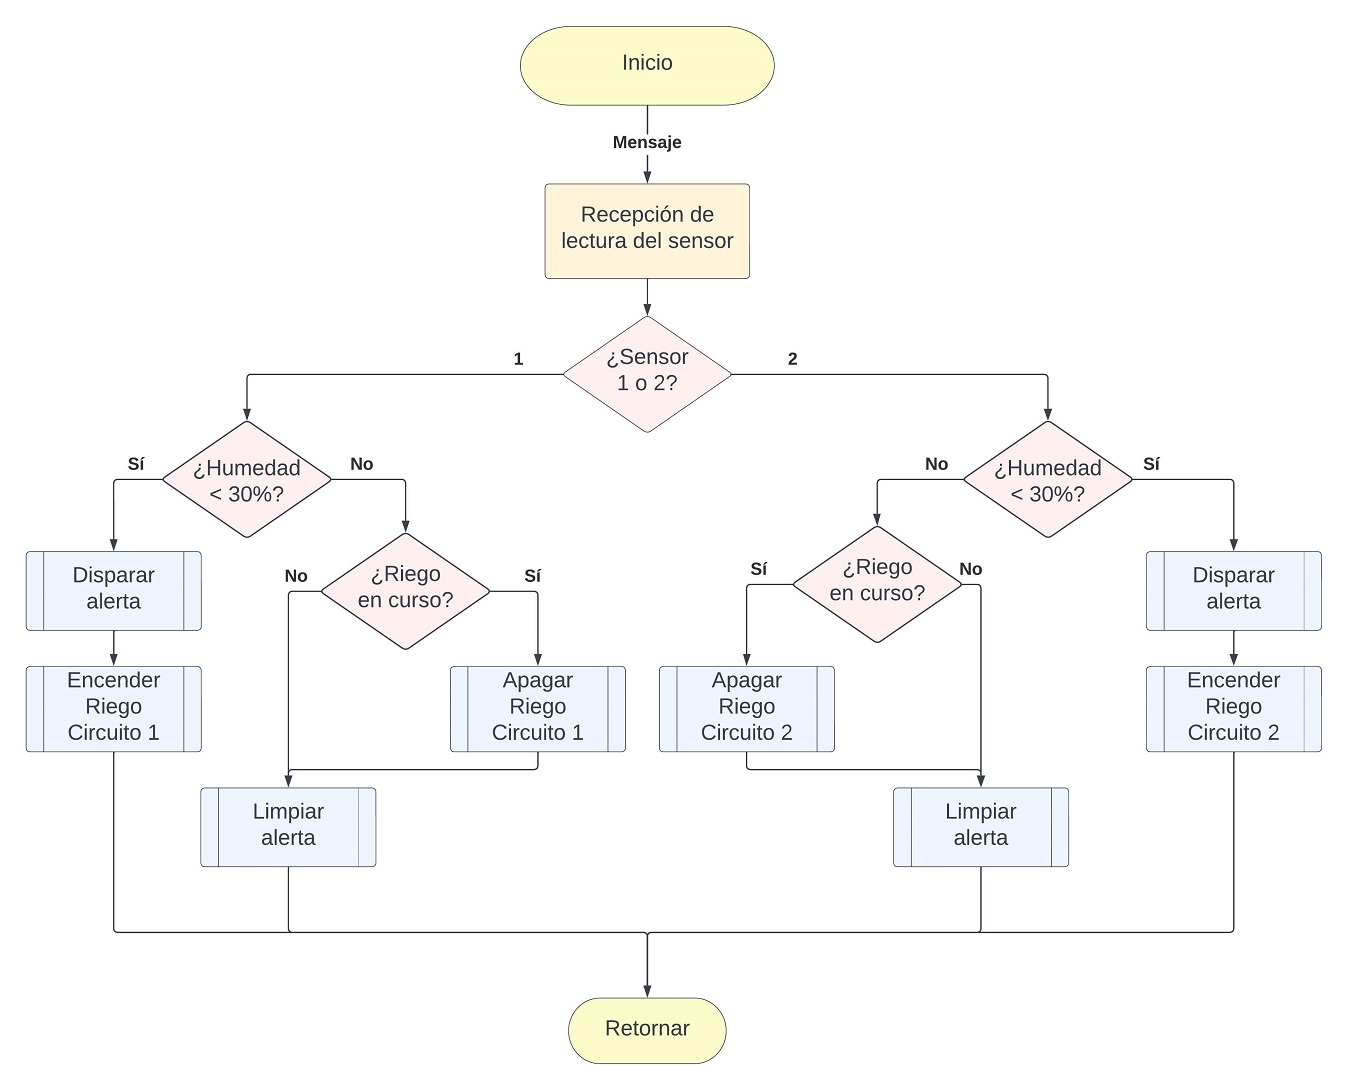 Inicio
Mensaje
Recepción de
lectura del sensor
¿Sensor
1 o 2?
1
2
¿Humedad
< 30%?
Sí
No
¿Humedad
< 30%?
No
Sí
Disparar
alerta
¿Riego
en curso?
No
Sí
¿Riego
en curso?
Sí
No
Disparar
alerta
Encender
Riego
Circuito 1
Apagar
Riego
Circuito 1
Apagar
Riego
Circuito 2
Encender
Riego
Circuito 2
Limpiar
alerta
Limpiar
alerta
Retornar